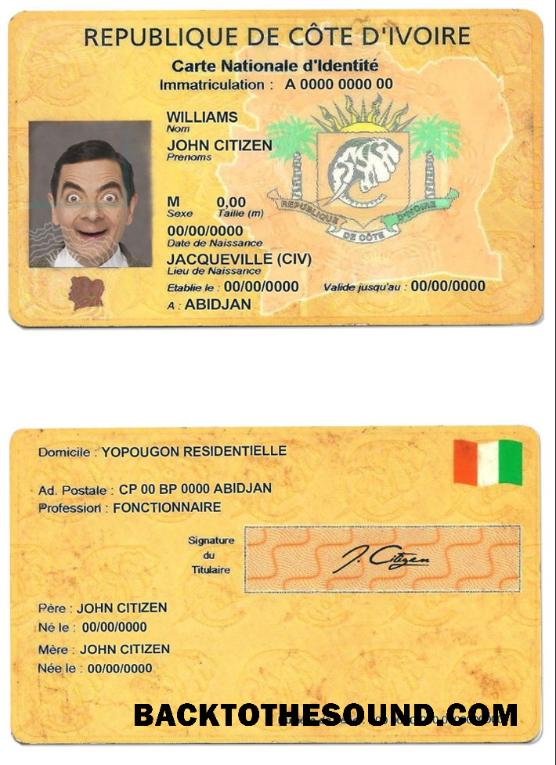 REPUBLIQUE DE CÔTE D'IVOIRE
Carte Nationale d'Identité
Immatriculation : A 0000 0000 00
WILLIAMS
Nom
JOHN CITIZEN
Prenoms
M 0,00
Sexe Taille (m)
00/00/0000
Date de Naissance
JACQUEVILLE (CIV)
Lieu de Naissance
Etablie le : 00/00/0000 Valide jusqu'au : 00/00/0000
A : ABIDJAN
REPUBLIQUE
DE CÔTE
D'IVOIRE
Domicile : YOPOUGON RESIDENTIELLE
Ad. Postale : CP 00 BP 0000 ABIDJAN
Profession : FONCTIONNAIRE
Signature
du
Titulaire
J. Citizen
Père : JOHN CITIZEN
Né le : 00/00/0000
Mère : JOHN CITIZEN
Née le : 00/00/0000
BACKTOTHESOUND.COM